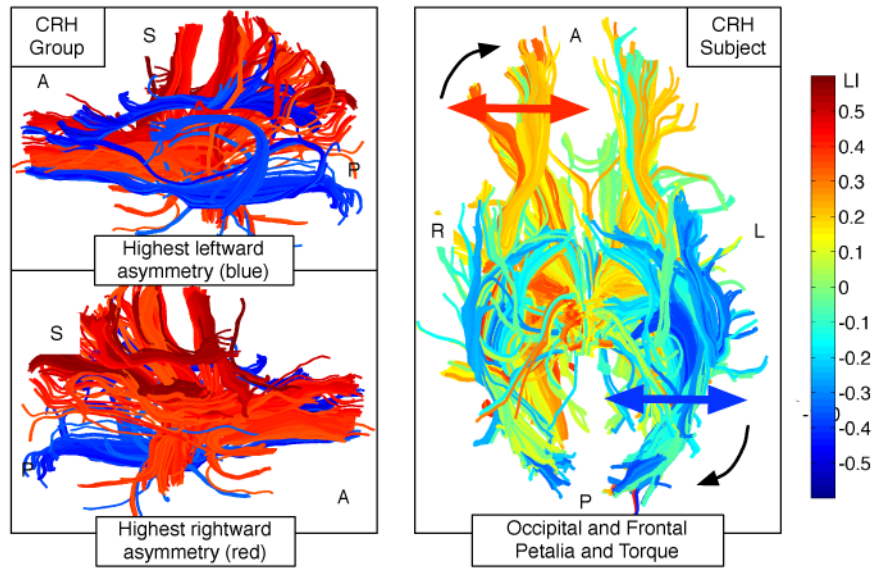 CRH
Group
S
A
P
Highest leftward
asymmetry (blue)
S
P
A
Highest rightward
asymmetry (red)
CRH
Subject
A
R
L
P
Occipital and Frontal
Petalia and Torque
LI
0.5
0.4
0.3
0.2
0.1
0
-0.1
-0.2
-0.3
-0.4
-0.5